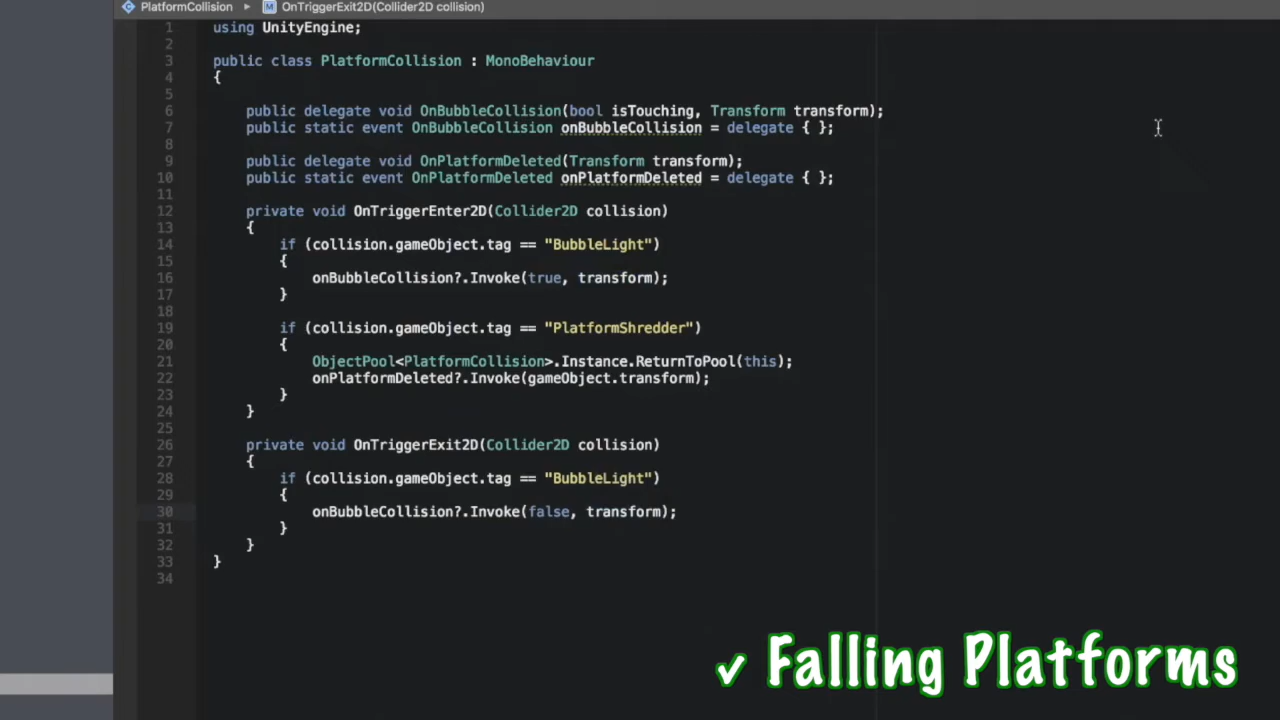 PlatformCollision ▸ M OnTriggerExit2D(Collider2D collision)
1 using UnityEngine;
2
3 public class PlatformCollision : MonoBehaviour
4 {
5
6 public delegate void OnBubbleCollision(bool isTouching, Transform transform);
7 public static event OnBubbleCollision onBubbleCollision = delegate { };
8
9 public delegate void OnPlatformDeleted(Transform transform);
10 public static event OnPlatformDeleted onPlatformDeleted = delegate { };
11
12 private void OnTriggerEnter2D(Collider2D collision)
13 {
14 if (collision.gameObject.tag == "BubbleLight")
15 {
16 onBubbleCollision?.Invoke(true, transform);
17 }
18
19 if (collision.gameObject.tag == "PlatformShredder")
20 {
21 ObjectPool<PlatformCollision>.Instance.ReturnToPool(this);
22 onPlatformDeleted?.Invoke(gameObject.transform);
23 }
24 }
25
26 private void OnTriggerExit2D(Collider2D collision)
27 {
28 if (collision.gameObject.tag == "BubbleLight")
29 {
30 onBubbleCollision?.Invoke(false, transform);
31 }
32 }
33 }
34
✓ Falling Platforms